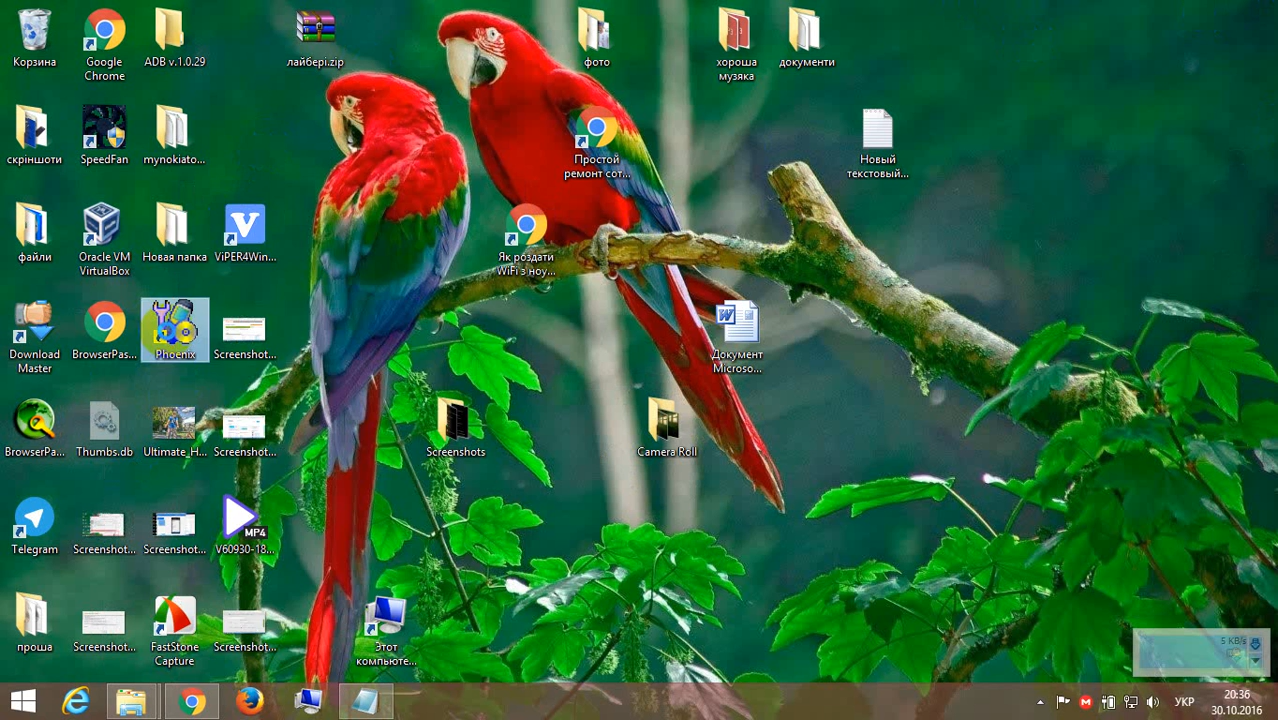 Корзина
Google
Chrome
ADB v.1.0.29
лайбері.zip
фото
хороша
музяка
документи
скріншоти
SpeedFan
mynokiato...
Простой
ремонт сот...
Новый
текстовый...
файли
Oracle VM
VirtualBox
Новая папка
ViPER4Win...
Як роздати
WiFi з ноу...
Download
Master
BrowserPas...
Phoenix
Screenshot...
Документ
Microso...
BrowserPa...
Thumbs.db
Ultimate_H...
Screenshot...
Screenshots
Camera Roll
Telegram
Screenshot...
Screenshot...
MP4
V60930-18...
проша
Screenshot...
FastStone
Capture
Screenshot...
Этот
компьюте...
5 KB/s
УКР
20:36
30.10.2016